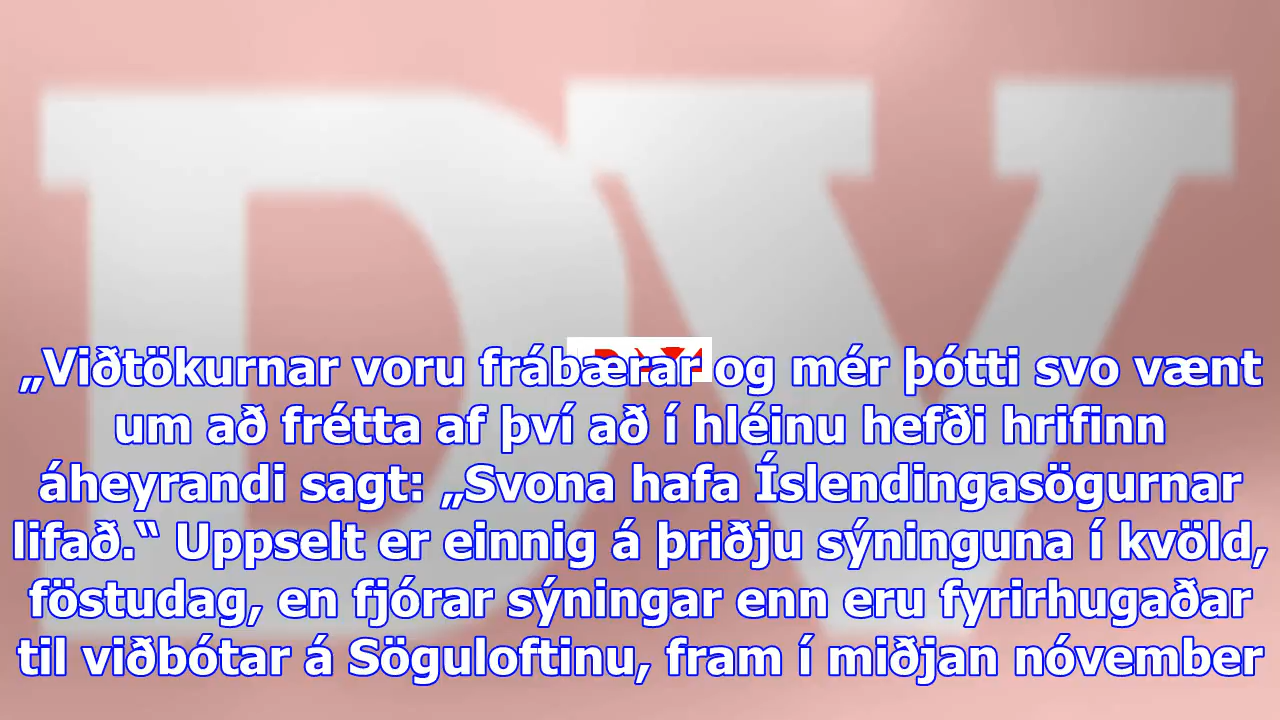 DV
„Viðtökurnar voru frábærar og mér þótti svo vænt
um að frétta af því að í hléinu hefði hrifinn
áheyrandi sagt: „Svona hafa Íslendingasögurnar
lifað.“ Uppselt er einnig á þriðju sýninguna í kvöld,
föstudag, en fjórar sýningar enn eru fyrirhugaðar
til viðbótar á Söguloftinu, fram í miðjan nóvember